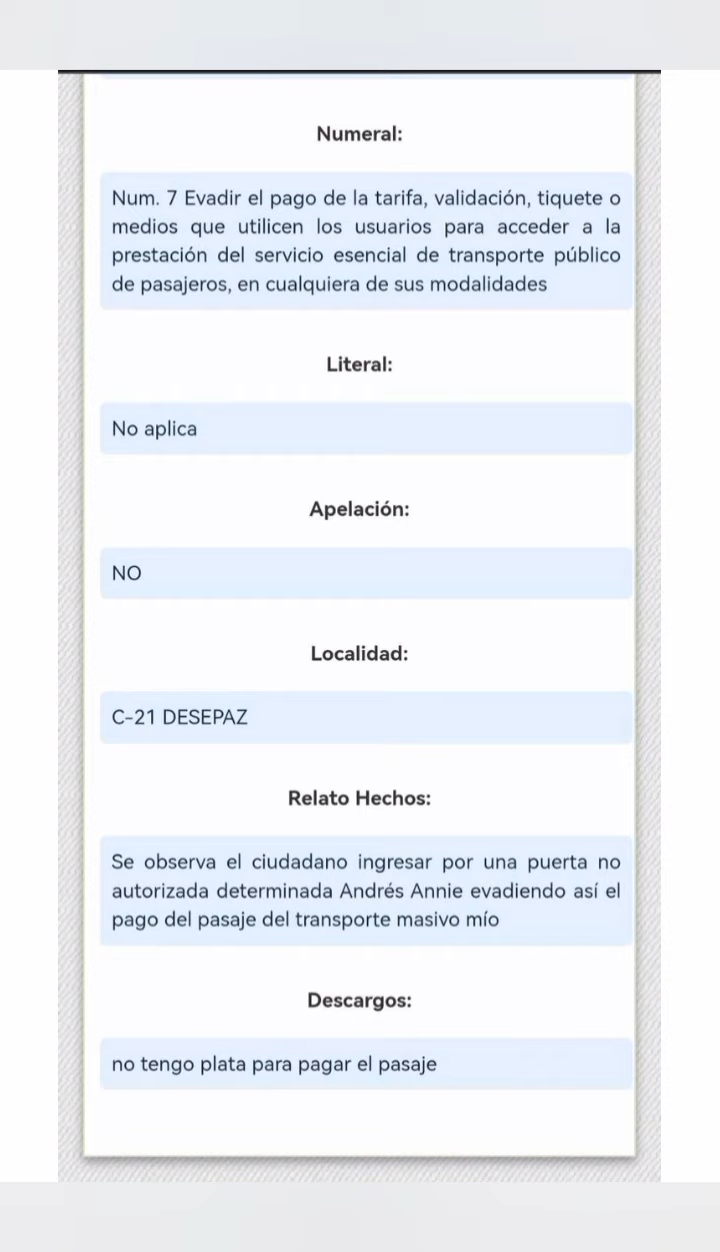 Numeral:
Num. 7 Evadir el pago de la tarifa, validación, tiquete o
medios que utilicen los usuarios para acceder a la
prestación del servicio esencial de transporte público
de pasajeros, en cualquiera de sus modalidades
Literal:
No aplica
Apelación:
NO
Localidad:
C-21 DESEPAZ
Relato Hechos:
Se observa el ciudadano ingresar por una puerta no
autorizada determinada Andrés Annie evadiendo así el
pago del pasaje del transporte masivo mío
Descargos:
no tengo plata para pagar el pasaje